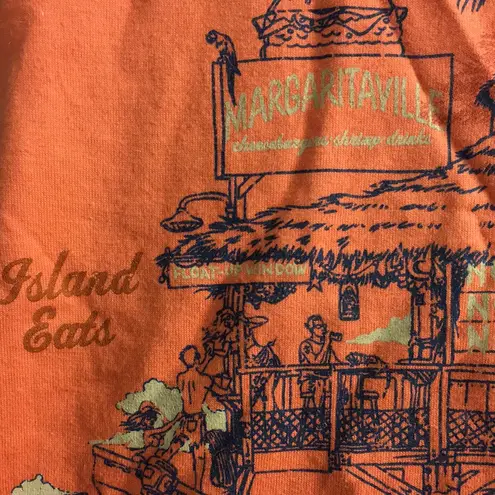 MARGARITAVILLE
cheeseburgers shrimp drinks
FLOAT-UP WINDOW
Island
Eats
N
N
N